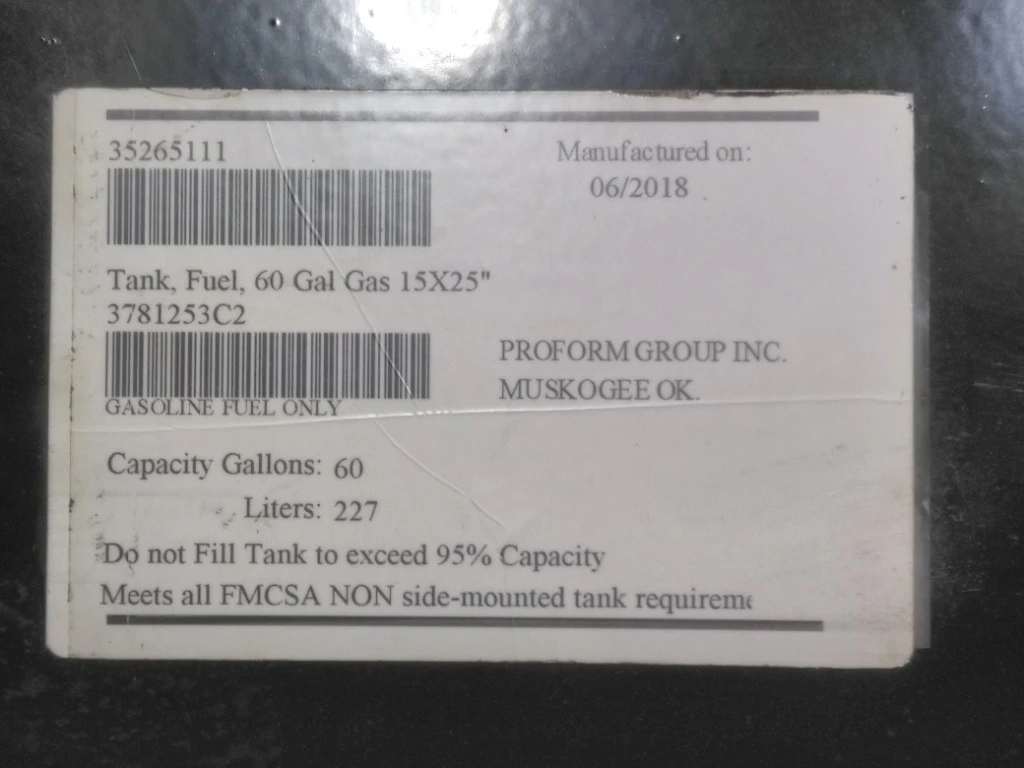 35265111
Manufactured on:
06/2018
Tank, Fuel, 60 Gal Gas 15X25"
3781253C2
PROFORM GROUP INC.
MUSKOGEE OK.
GASOLINE FUEL ONLY
Capacity Gallons: 60
Liters: 227
Do not Fill Tank to exceed 95% Capacity
Meets all FMCSA NON side-mounted tank requireme